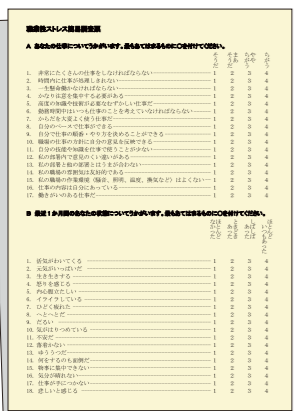 職業性ストレス簡易調査票
A あなたの仕事についてうかがいます。最もあてはまるものに○を付けてください。
そうだ まあそうだ ややちがう ちがう
1. 非常にたくさんの仕事をしなければならない 1 2 3 4
2. 時間内に仕事が処理しきれない 1 2 3 4
3. 一生懸命働かなければならない 1 2 3 4
4. かなり注意を集中する必要がある 1 2 3 4
5. 高度の知識や技術が必要なむずかしい仕事だ 1 2 3 4
6. 勤務時間中はいつも仕事のことを考えていなければならない 1 2 3 4
7. からだを大変よく使う仕事だ 1 2 3 4
8. 自分のペースで仕事ができる 1 2 3 4
9. 自分で仕事の順番・やり方を決めることができる 1 2 3 4
10. 職場の仕事の方針に自分の意見を反映できる 1 2 3 4
11. 自分の技能や知識を仕事で使うことが少ない 1 2 3 4
12. 私の部署内で意見のくい違いがある 1 2 3 4
13. 私の部署と他の部署とはうまが合わない 1 2 3 4
14. 私の職場の雰囲気は友好的である 1 2 3 4
15. 私の職場の作業環境(騒音、照明、温度、換気など)はよくない 1 2 3 4
16. 仕事の内容は自分にあっている 1 2 3 4
17. 働きがいのある仕事だ 1 2 3 4
B 最近1か月間のあなたの状態についてうかがいます。最もあてはまるものに○を付けてください。
ほとんどなかった ときどきあった しばしばあった ほとんどいつもあった
1. 活気がわいてくる 1 2 3 4
2. 元気がいっぱいだ 1 2 3 4
3. 生き生きする 1 2 3 4
4. 怒りを感じる 1 2 3 4
5. 内心腹立たしい 1 2 3 4
6. イライラしている 1 2 3 4
7. ひどく疲れた 1 2 3 4
8. へとへとだ 1 2 3 4
9. だるい 1 2 3 4
10. 気がはりつめている 1 2 3 4
11. 不安だ 1 2 3 4
12. 落着かない 1 2 3 4
13. ゆううつだ 1 2 3 4
14. 何をするのも面倒だ 1 2 3 4
15. 物事に集中できない 1 2 3 4
16. 気分が晴れない 1 2 3 4
17. 仕事が手につかない 1 2 3 4
18. 悲しいと感じる 1 2 3 4